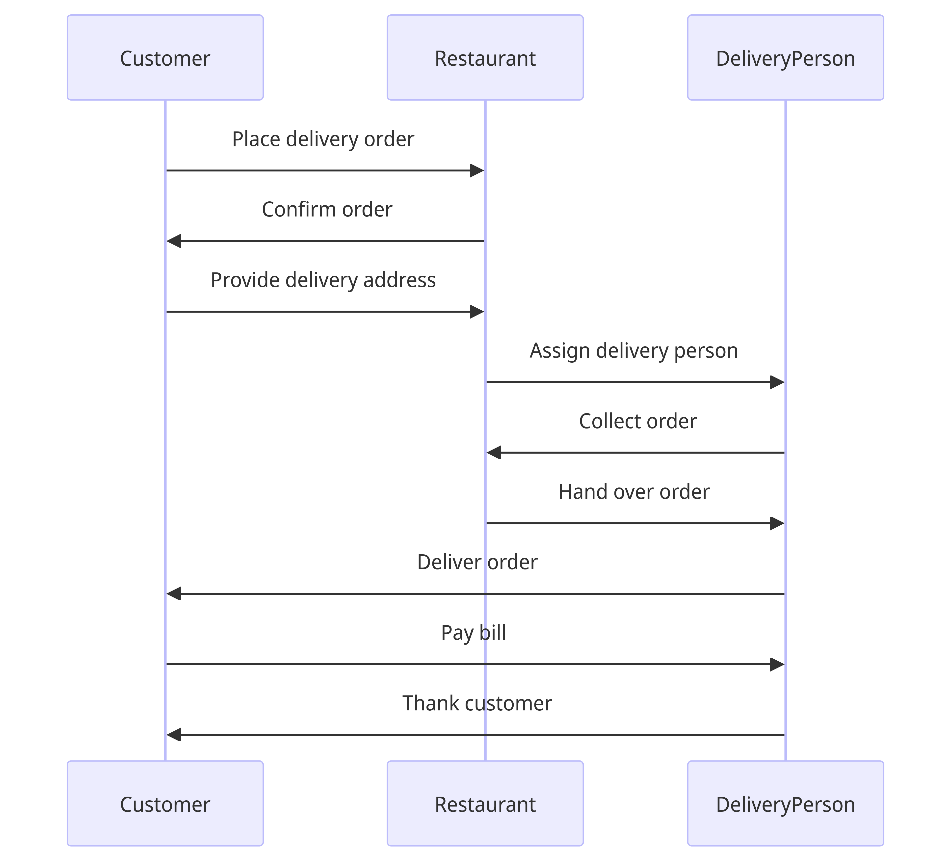 Customer
Restaurant
DeliveryPerson
Place delivery order
Confirm order
Provide delivery address
Assign delivery person
Collect order
Hand over order
Deliver order
Pay bill
Thank customer
Customer
Restaurant
DeliveryPerson